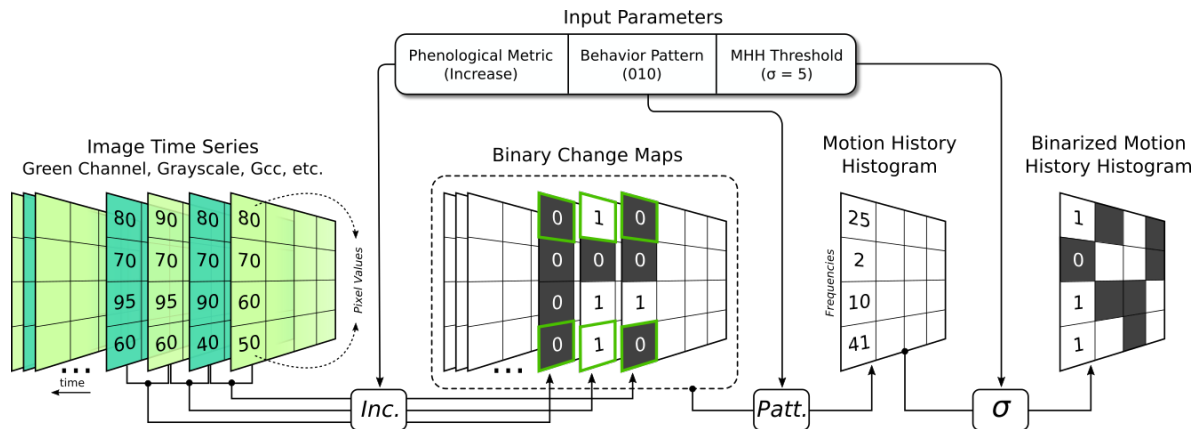 Input Parameters
Phenological Metric
(Increase)
Behavior Pattern
(010)
MHH Threshold
(σ = 5)
Image Time Series
Green Channel, Grayscale, Gcc, etc.
80 90 80 80
70 70 70 70
95 95 90 60
60 60 40 50
Pixel Values
...
time
Binary Change Maps
0 1 0
0 0 0
0 1 1
0 1 0
...
Motion History
Histogram
Frequencies
25
2
10
41
Binarized Motion
History Histogram
1
0
1
1
Inc.
Patt.
σ